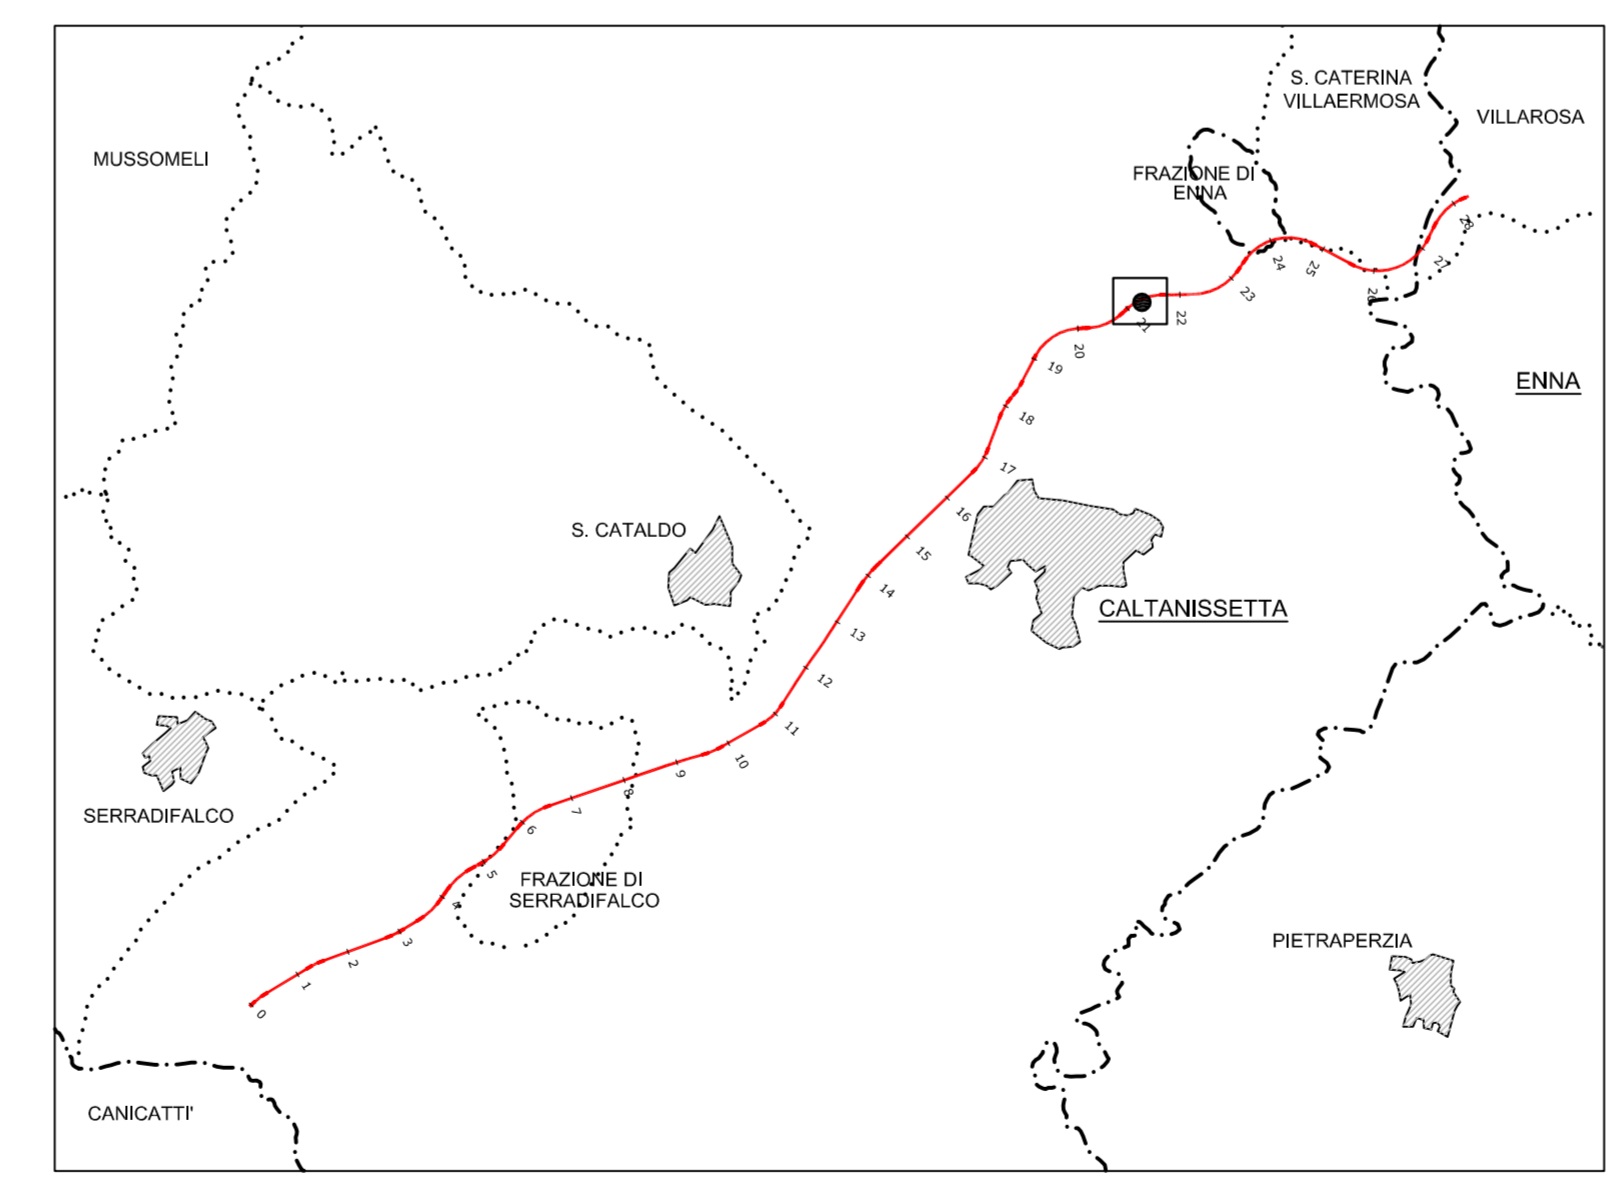 S. CATERINA
VILLAERMOSA
VILLAROSA
MUSSOMELI
FRAZIONE DI
ENNA
ENNA
S. CATALDO
CALTANISSETTA
SERRADIFALCO
FRAZIONE DI
SERRADIFALCO
PIETRAPERZIA
CANICATTI'
0
1
2
3
4
5
6
7
8
9
10
11
12
13
14
15
16
17
18
19
20
21
22
23
24
25
26
27
28